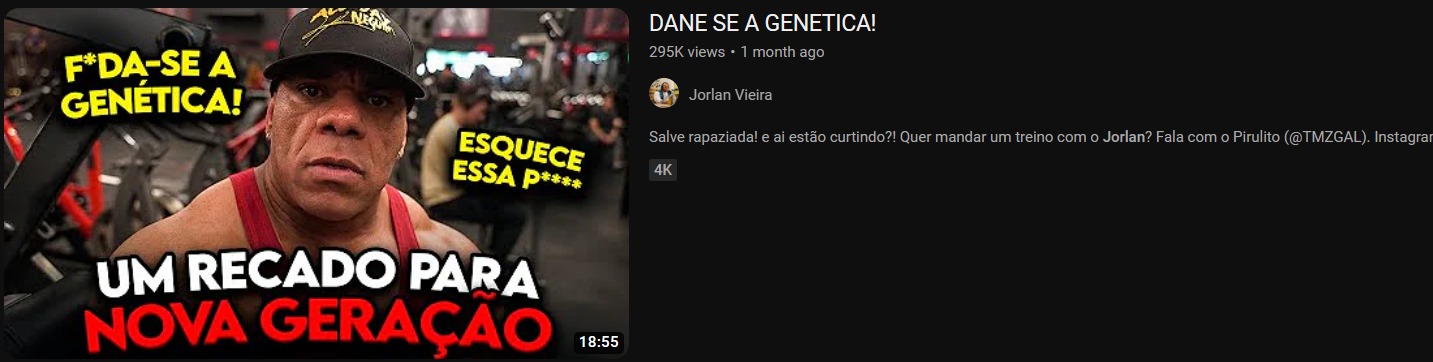 F*DA-SE A
GENÉTICA!
ESQUECE
ESSA P****
UM RECADO PARA
NOVA GERAÇÃO
18:55
DANE SE A GENETICA!
295K views • 1 month ago
Jorlan Vieira
Salve rapaziada! e ai estão curtindo?! Quer mandar um treino com o Jorlan? Fala com o Pirulito (@TMZGAL). Instagram
4K